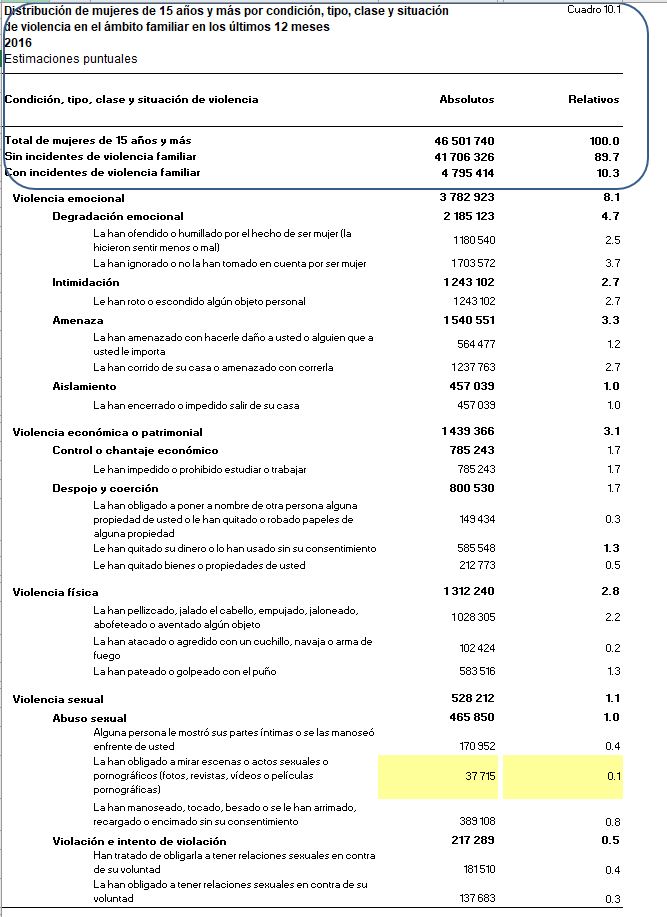 Distribución de mujeres de 15 años y más por condición, tipo, clase y situación Cuadro 10.1
de violencia en el ámbito familiar en los últimos 12 meses
2016
Estimaciones puntuales
Condición, tipo, clase y situación de violencia Absolutos Relativos
Total de mujeres de 15 años y más 46 501 740 100.0
Sin incidentes de violencia familiar 41 706 326 89.7
Con incidentes de violencia familiar 4 795 414 10.3
Violencia emocional 3 782 923 8.1
Degradación emocional 2 185 123 4.7
La han ofendido o humillado por el hecho de ser mujer (la
hicieron sentir menos o mal) 1 180 540 2.5
La han ignorado o no la han tomado en cuenta por ser mujer 1 703 572 3.7
Intimidación 1 243 102 2.7
Le han roto o escondido algún objeto personal 1 243 102 2.7
Amenaza 1 540 551 3.3
La han amenazado con hacerle daño a usted o alguien que a
usted le importa 564 477 1.2
La han corrido de su casa o amenazado con correrla 1 237 763 2.7
Aislamiento 457 039 1.0
La han encerrado o impedido salir de su casa 457 039 1.0
Violencia económica o patrimonial 1 439 366 3.1
Control o chantaje económico 785 243 1.7
Le han impedido o prohibido estudiar o trabajar 785 243 1.7
Despojo y coerción 800 530 1.7
La han obligado a poner a nombre de otra persona alguna
propiedad de usted o le han quitado o robado papeles de 149 434 0.3
alguna propiedad
Le han quitado su dinero o lo han usado sin su consentimiento 585 548 1.3
Le han quitado bienes o propiedades de usted 212 773 0.5
Violencia física 1 312 240 2.8
La han pellizcado, jalado el cabello, empujado, jaloneado,
abofeteado o aventado algún objeto 1 028 305 2.2
La han atacado o agredido con un cuchillo, navaja o arma de
fuego 102 424 0.2
La han pateado o golpeado con el puño 583 516 1.3
Violencia sexual 528 212 1.1
Abuso sexual 465 850 1.0
Alguna persona le mostró sus partes íntimas o se las manoseó
enfrente de usted 170 952 0.4
La han obligado a mirar escenas o actos sexuales o
pornográficos (fotos, revistas, vídeos o películas 37 715 0.1
pornográficas)
La han manoseado, tocado, besado o se le han arrimado,
recargado o encimado sin su consentimiento 389 108 0.8
Violación e intento de violación 217 289 0.5
Han tratado de obligarla a tener relaciones sexuales en contra
de su voluntad 181 510 0.4
La han obligado a tener relaciones sexuales en contra de su
voluntad 137 683 0.3